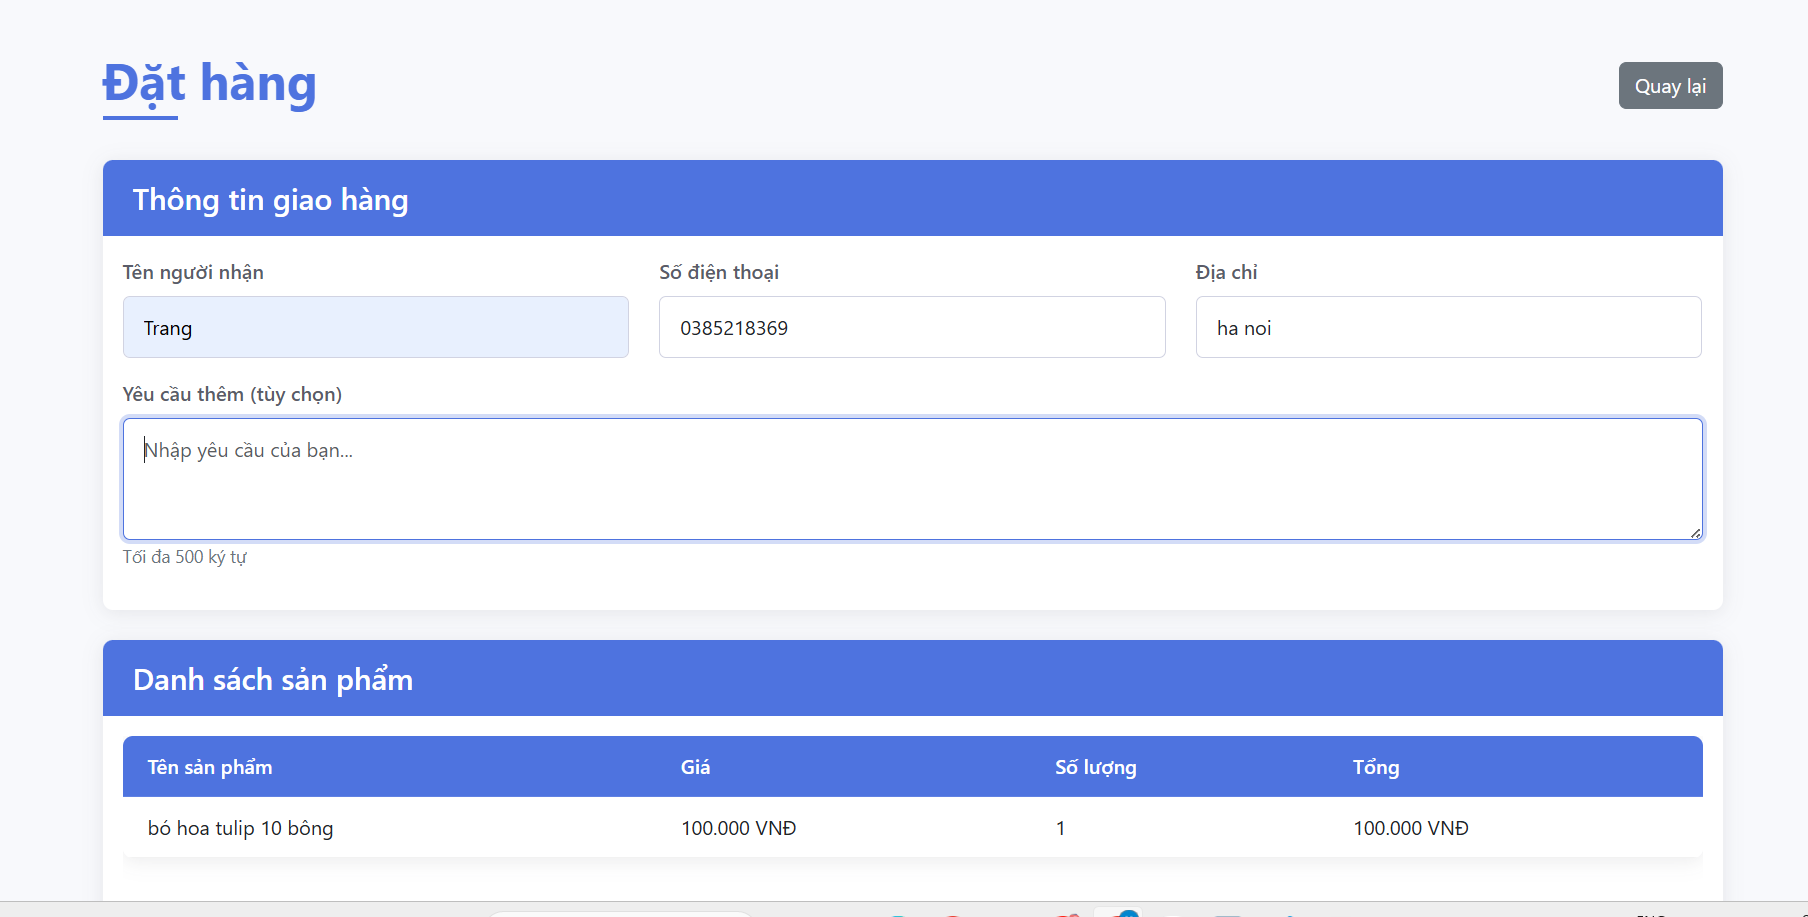 Đặt hàng
Quay lại
Thông tin giao hàng
Tên người nhận Số điện thoại Địa chỉ
Trang 0385218369 ha noi
Yêu cầu thêm (tùy chọn)
Nhập yêu cầu của bạn...
Tối đa 500 ký tự
Danh sách sản phẩm
Tên sản phẩm Giá Số lượng Tổng
bó hoa tulip 10 bông 100.000 VNĐ 1 100.000 VNĐ